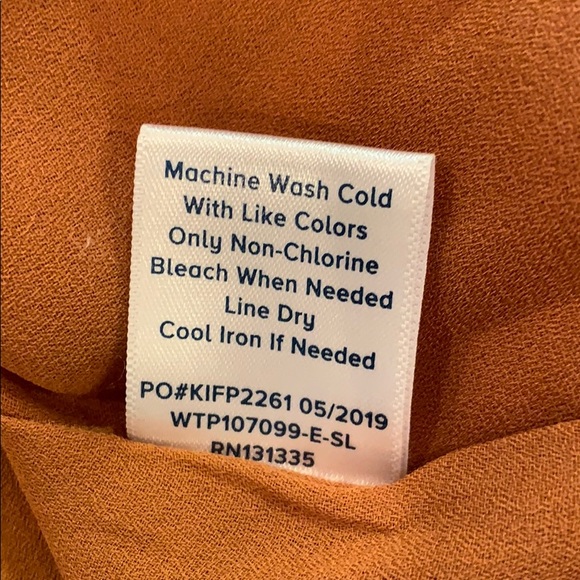 Machine Wash Cold
With Like Colors
Only Non-Chlorine
Bleach When Needed
Line Dry
Cool Iron If Needed
PO#KIFP2261 05/2019
WTP107099-E-SL
RN131335